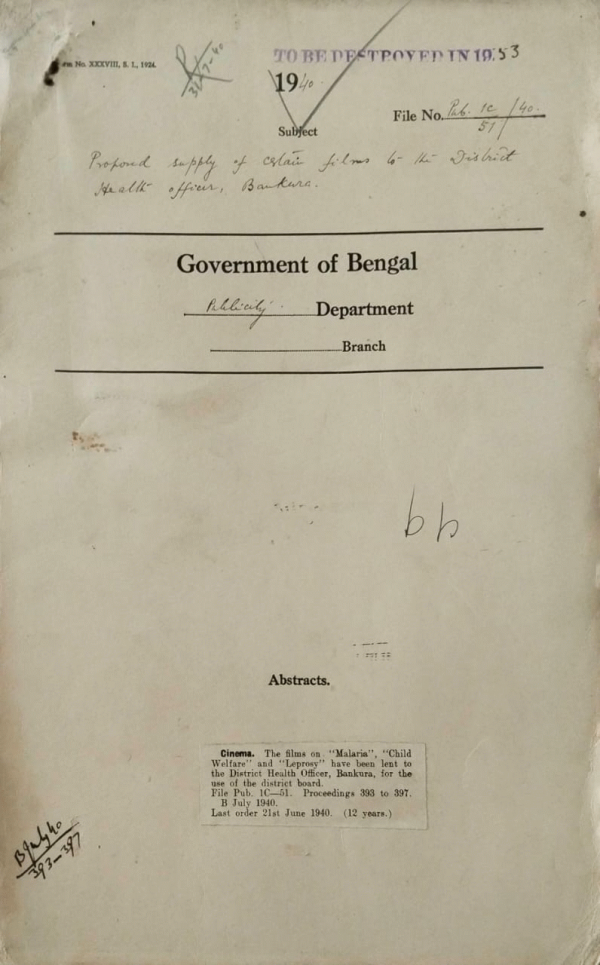 No. XXXVIII, S. I., 1924.
TO BE DESTROYED IN 1953
1940.
File No. Pub. 1C/40.
51
Subject
Proposed supply of certain films to the District
Health officer, Bankura.
Government of Bengal
Publicity Department
Branch
Abstracts.
Cinema. The films on "Malaria", "Child
Welfare" and "Leprosy" have been lent to
the District Health Officer, Bankura, for the
use of the district board.
File Pub. 1C—51. Proceedings 393 to 397.
B July 1940.
Last order 21st June 1940. (12 years.)
B July 40
393—397